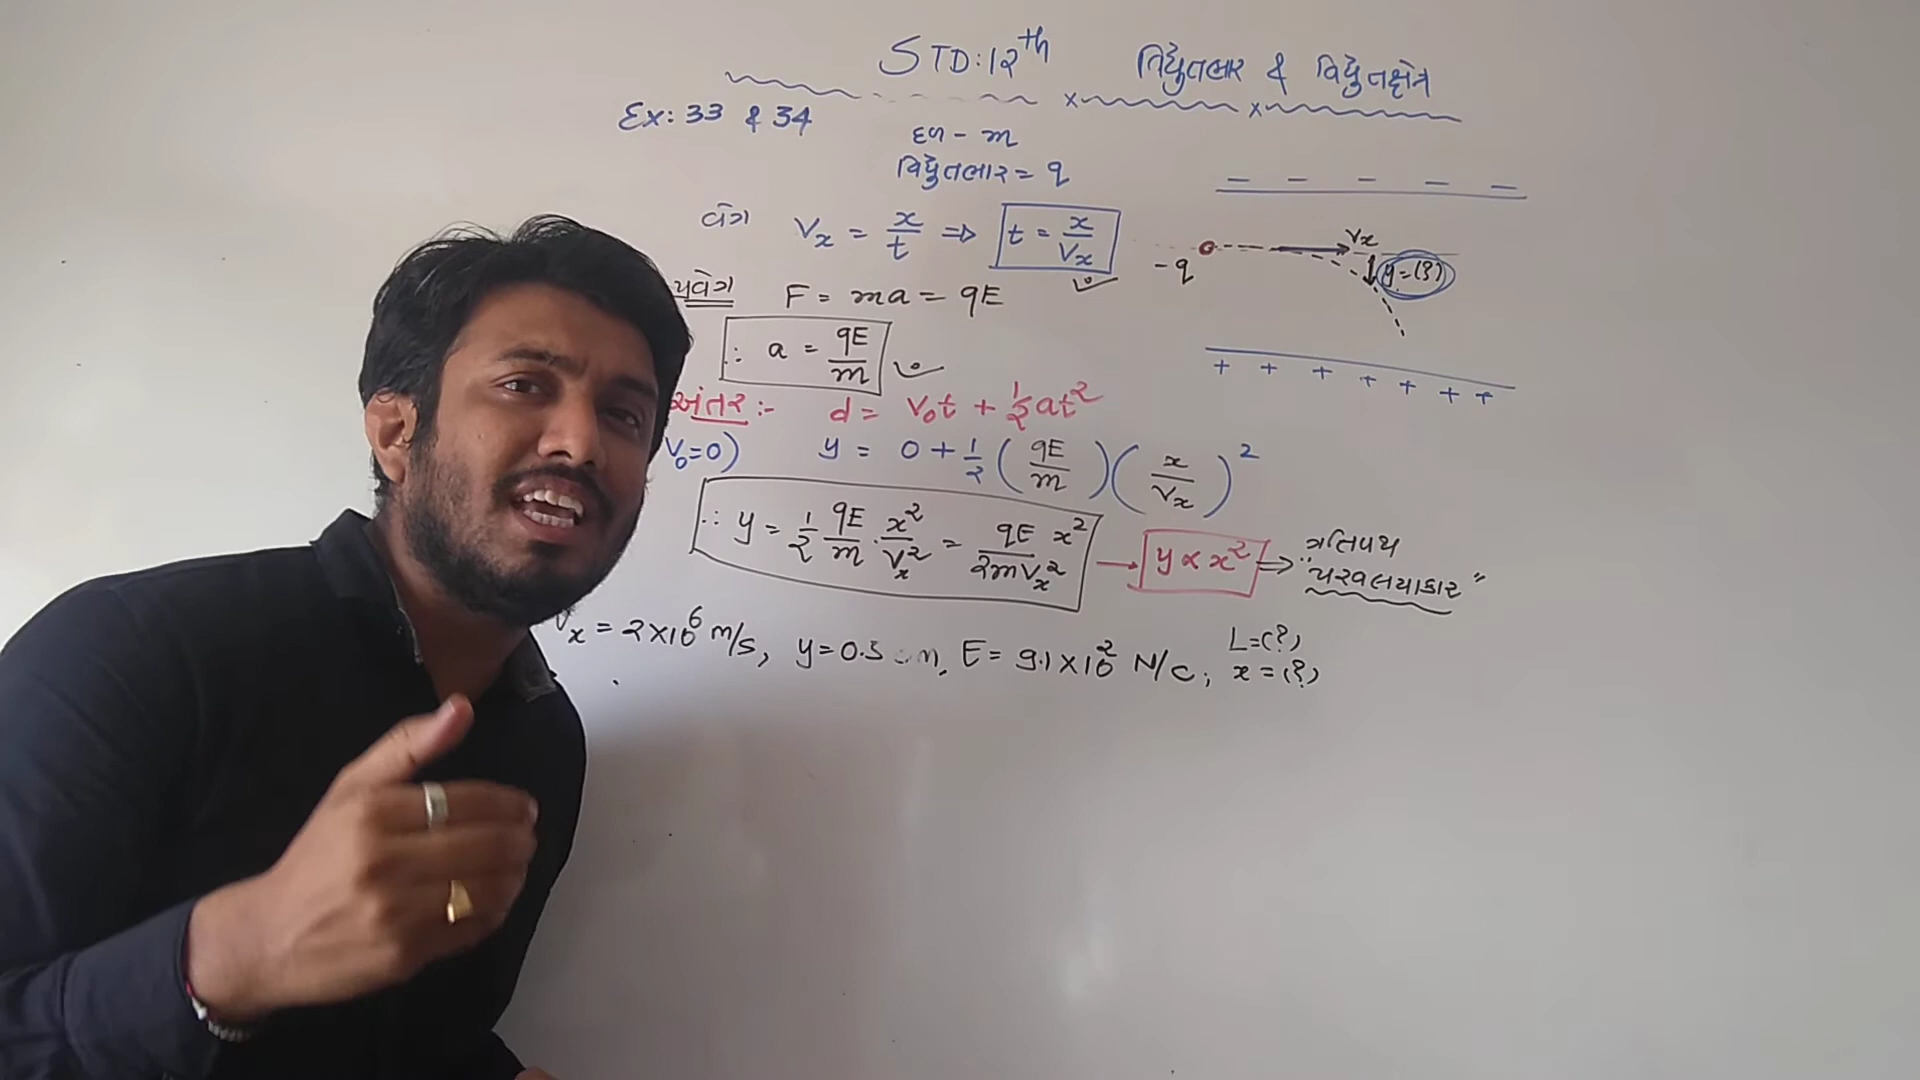 STD: 12th વિદ્યુતભાર & વિદ્યુતક્ષેત્ર
Ex: 33 & 34
દળ - m
વિદ્યુતભાર = q
વેગ Vx = x/t ⇒ t = x/Vx
પ્રવેગ F = ma = qE
∴ a = qE/m
અંતર :- d = V₀t + ½at²
V₀=0) y = 0 + ½ (qE/m) (x/Vx)²
∴ y = ½ qE/m · x²/Vx² = qE x²/2mVx² → y ∝ x² ⇒ ગતિપથ "પરવલયાકાર"
Vx = 2×10⁶ m/s, y = 0.5 cm, E = 9.1×10² N/C; L=(?)
x = (?)
− − − − −
Vx
-q
y=(?)
+ + + + + + +